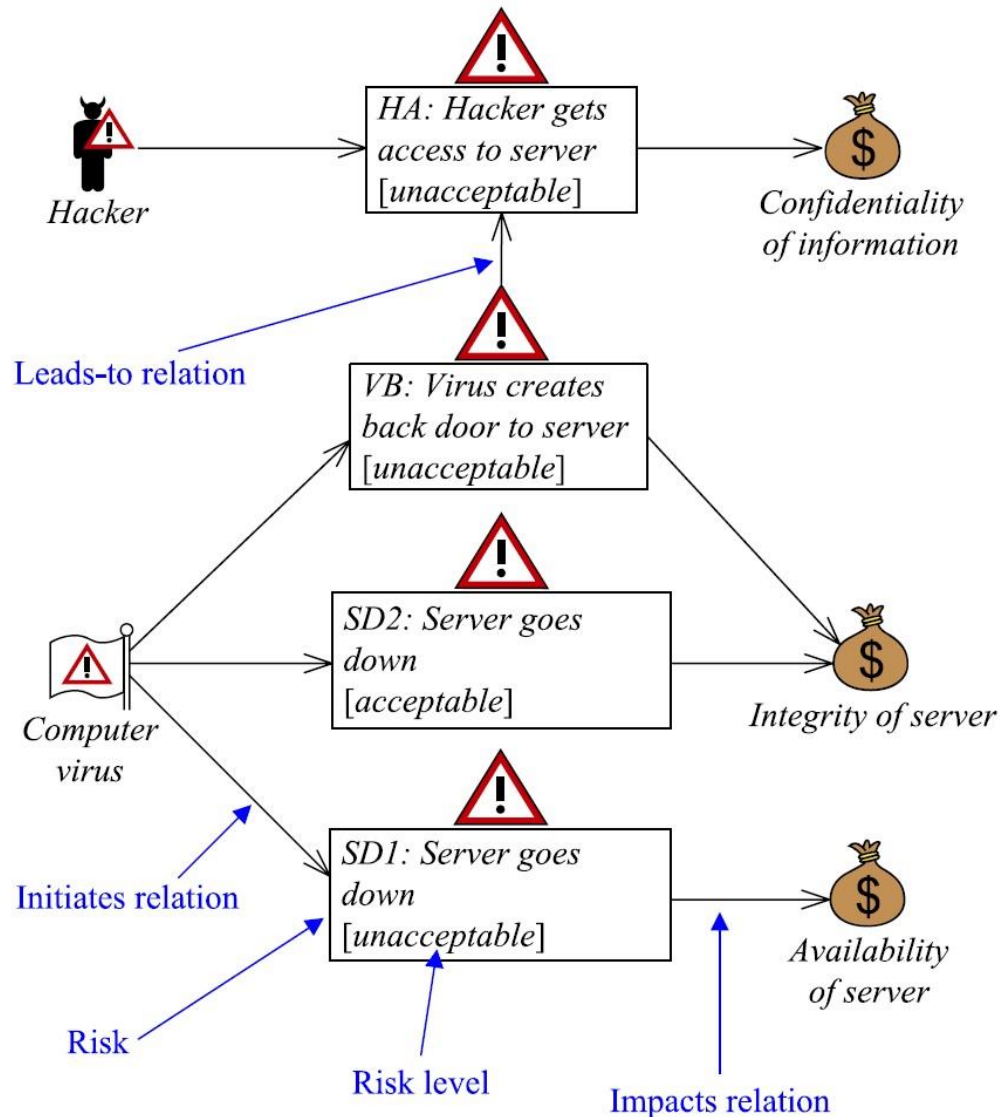 HA: Hacker gets
access to server
[unacceptable]
Hacker
$
Confidentiality
of information
Leads-to relation
VB: Virus creates
back door to server
[unacceptable]
SD2: Server goes
down
[acceptable]
Computer
virus
$
Integrity of server
SD1: Server goes
down
[unacceptable]
Initiates relation
$
Availability
of server
Risk
Risk level
Impacts relation